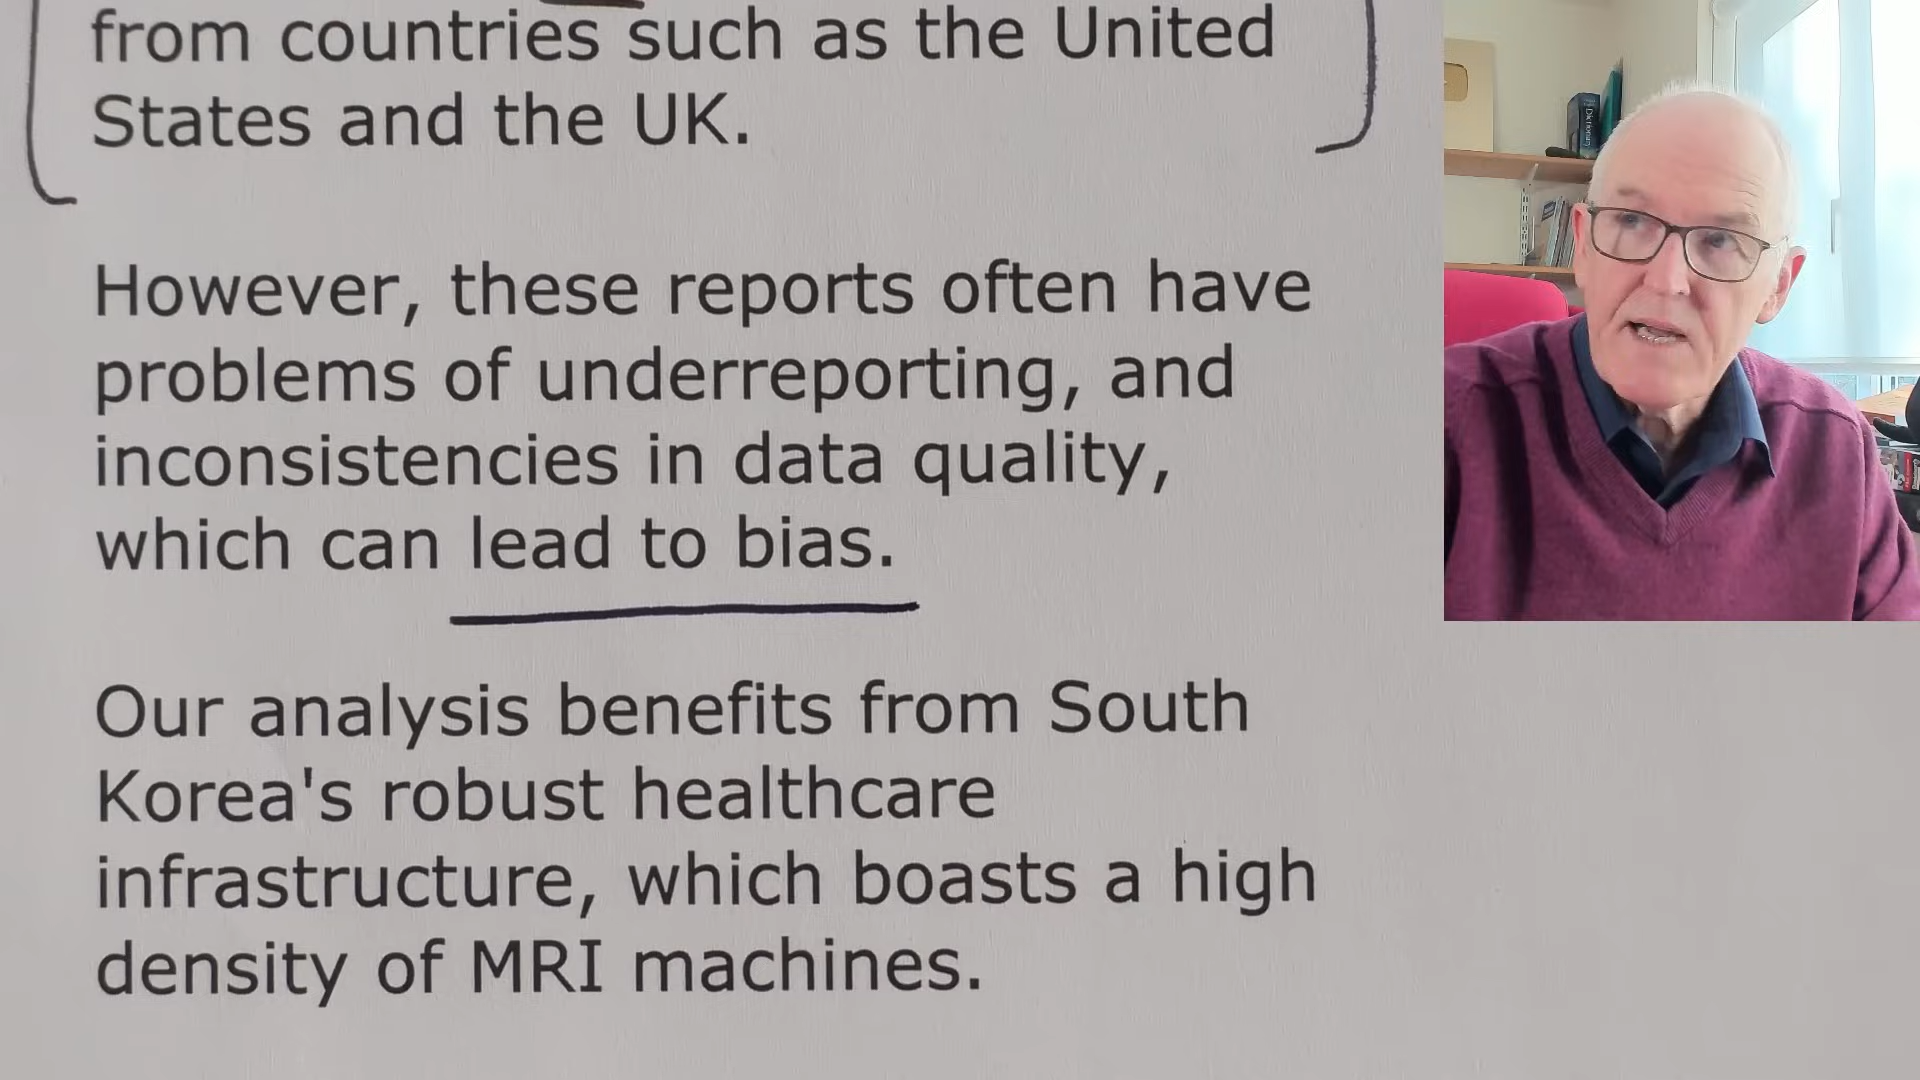 from countries such as the United
States and the UK.
However, these reports often have
problems of underreporting, and
inconsistencies in data quality,
which can lead to bias.
Our analysis benefits from South
Korea's robust healthcare
infrastructure, which boasts a high
density of MRI machines.
Dictionary